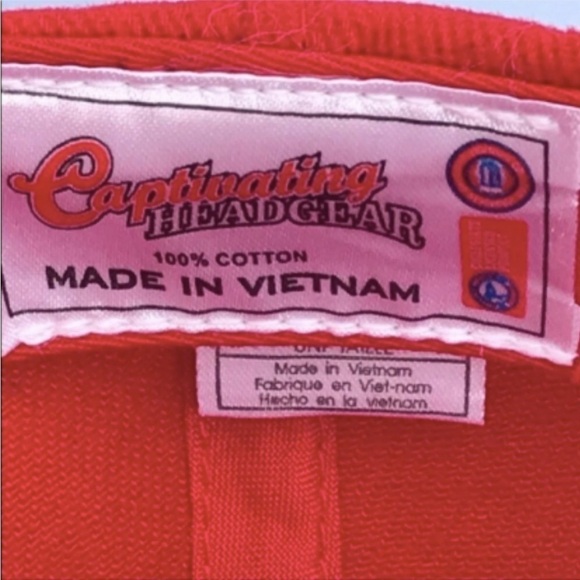 Captivating
HEADGEAR
100% COTTON
MADE IN VIETNAM
Made in Vietnam
Fabrique en Viet-nam
Hecho en la vietnam